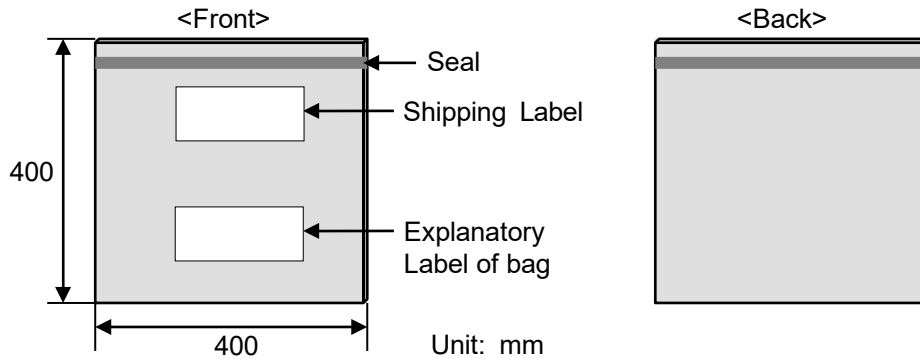 <Front>
<Back>
Seal
Shipping Label
400
Explanatory
Label of bag
400
Unit: mm